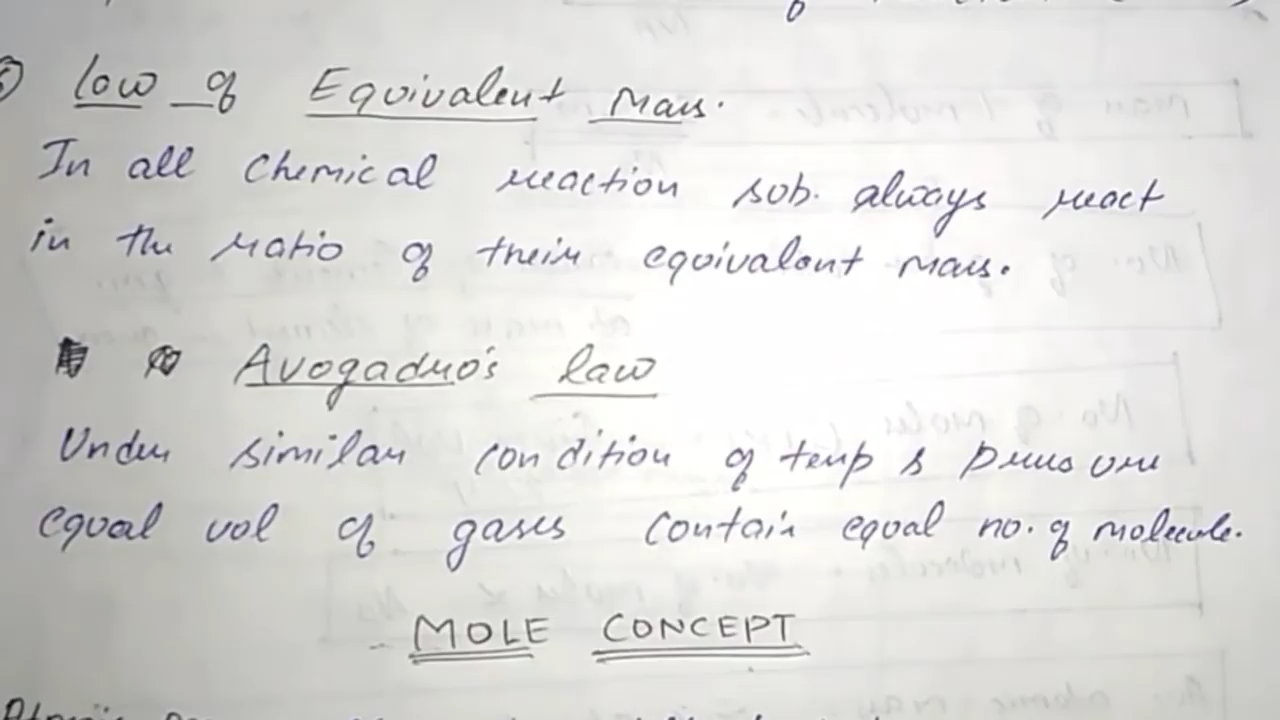 Law of Equivalent Mass.
In all Chemical reaction sub. always react
in the ratio of their equivalent mass.
Avogadro's law
Under similar condition of temp & pressure
equal vol of gases contain equal no. of molecule.
MOLE CONCEPT